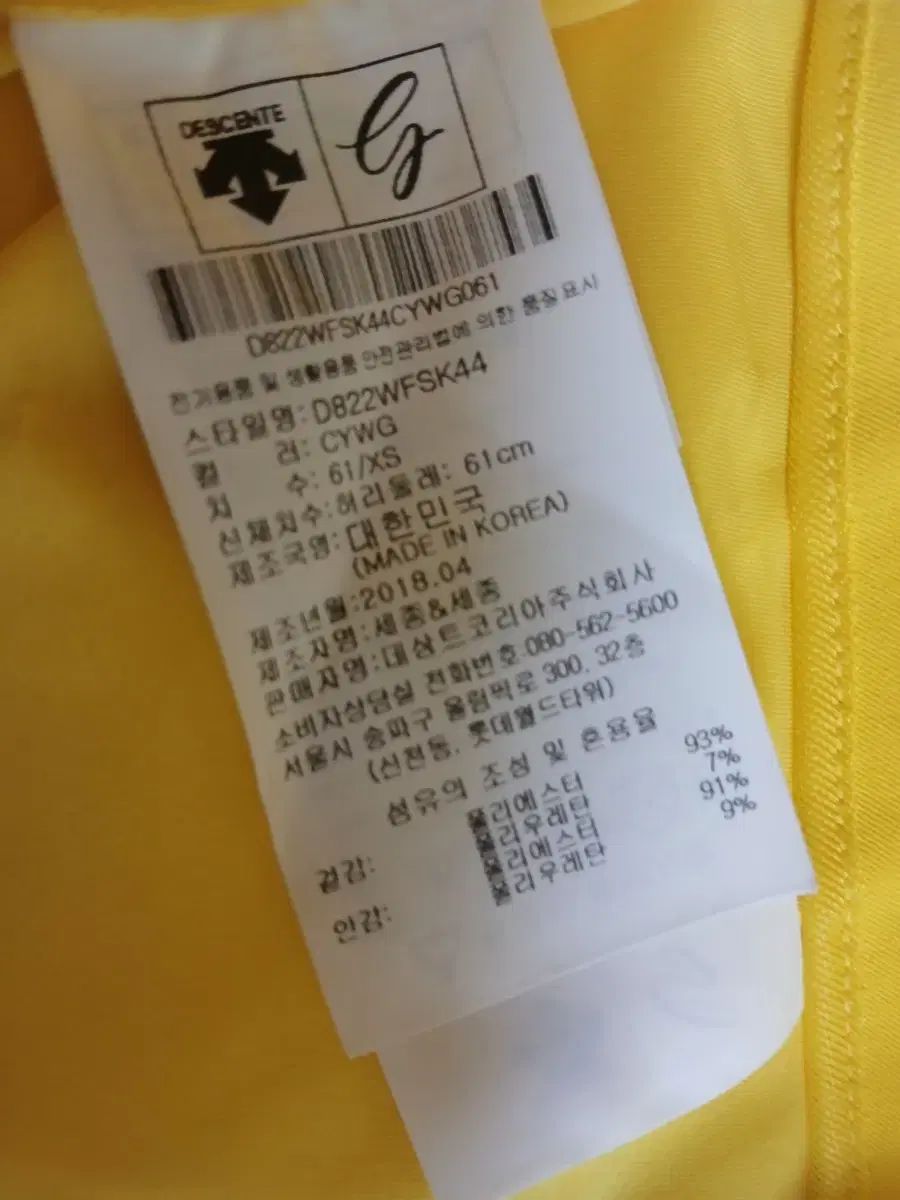 DESCENTE G
D822WFSK44CYWG061
전기용품 및 생활용품 안전관리법에 의한 품질표시
스타일명: D822WFSK44
컬 러: CYWG
치 수: 61/XS
신체치수: 허리둘레: 61cm
제조국명: 대한민국
(MADE IN KOREA)
제조년월: 2018.04
제조자명: 세종&세종
판매자명: 데상트코리아주식회사
소비자상담실 전화번호: 080-562-5600
서울시 송파구 올림픽로 300, 32층
(신천동, 롯데월드타워)
섬유의 조성 및 혼용율
겉감: 폴리에스터 93%
폴리우레탄 7%
안감: 폴리에스터 91%
폴리우레탄 9%